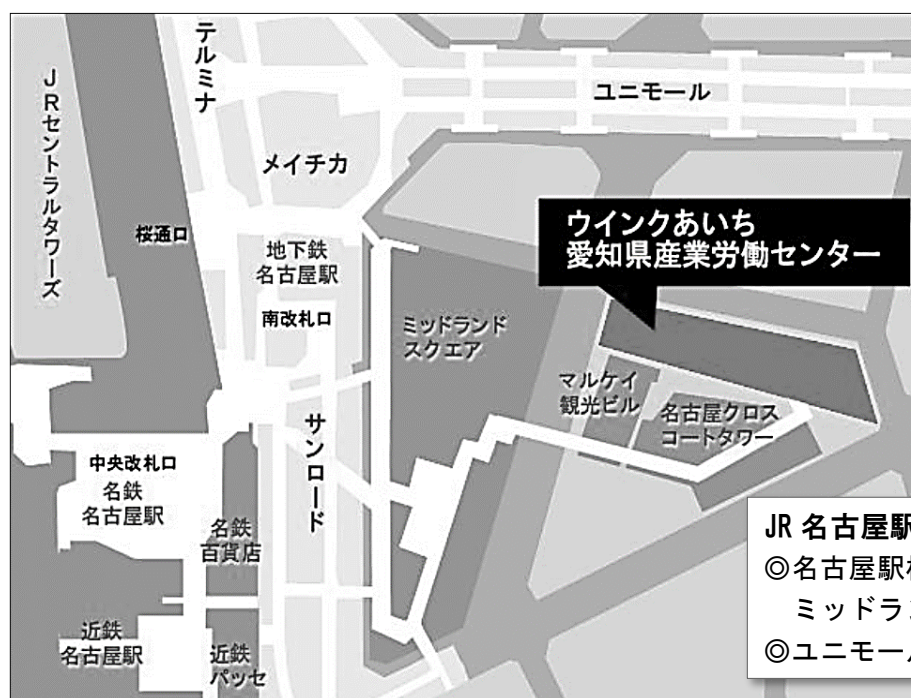 テルミナ
JRセントラルタワーズ
ユニモール
メイチカ
桜通口
地下鉄
名古屋駅
南改札口
ウインクあいち
愛知県産業労働センター
ミッドランド
スクエア
マルケイ
観光ビル
名古屋クロス
コートタワー
サンロード
中央改札口
名鉄
名古屋駅
名鉄
百貨店
近鉄
名古屋駅
近鉄
パッセ
JR 名古屋駅
◎名古屋駅
ミッドラ
◎ユニモー